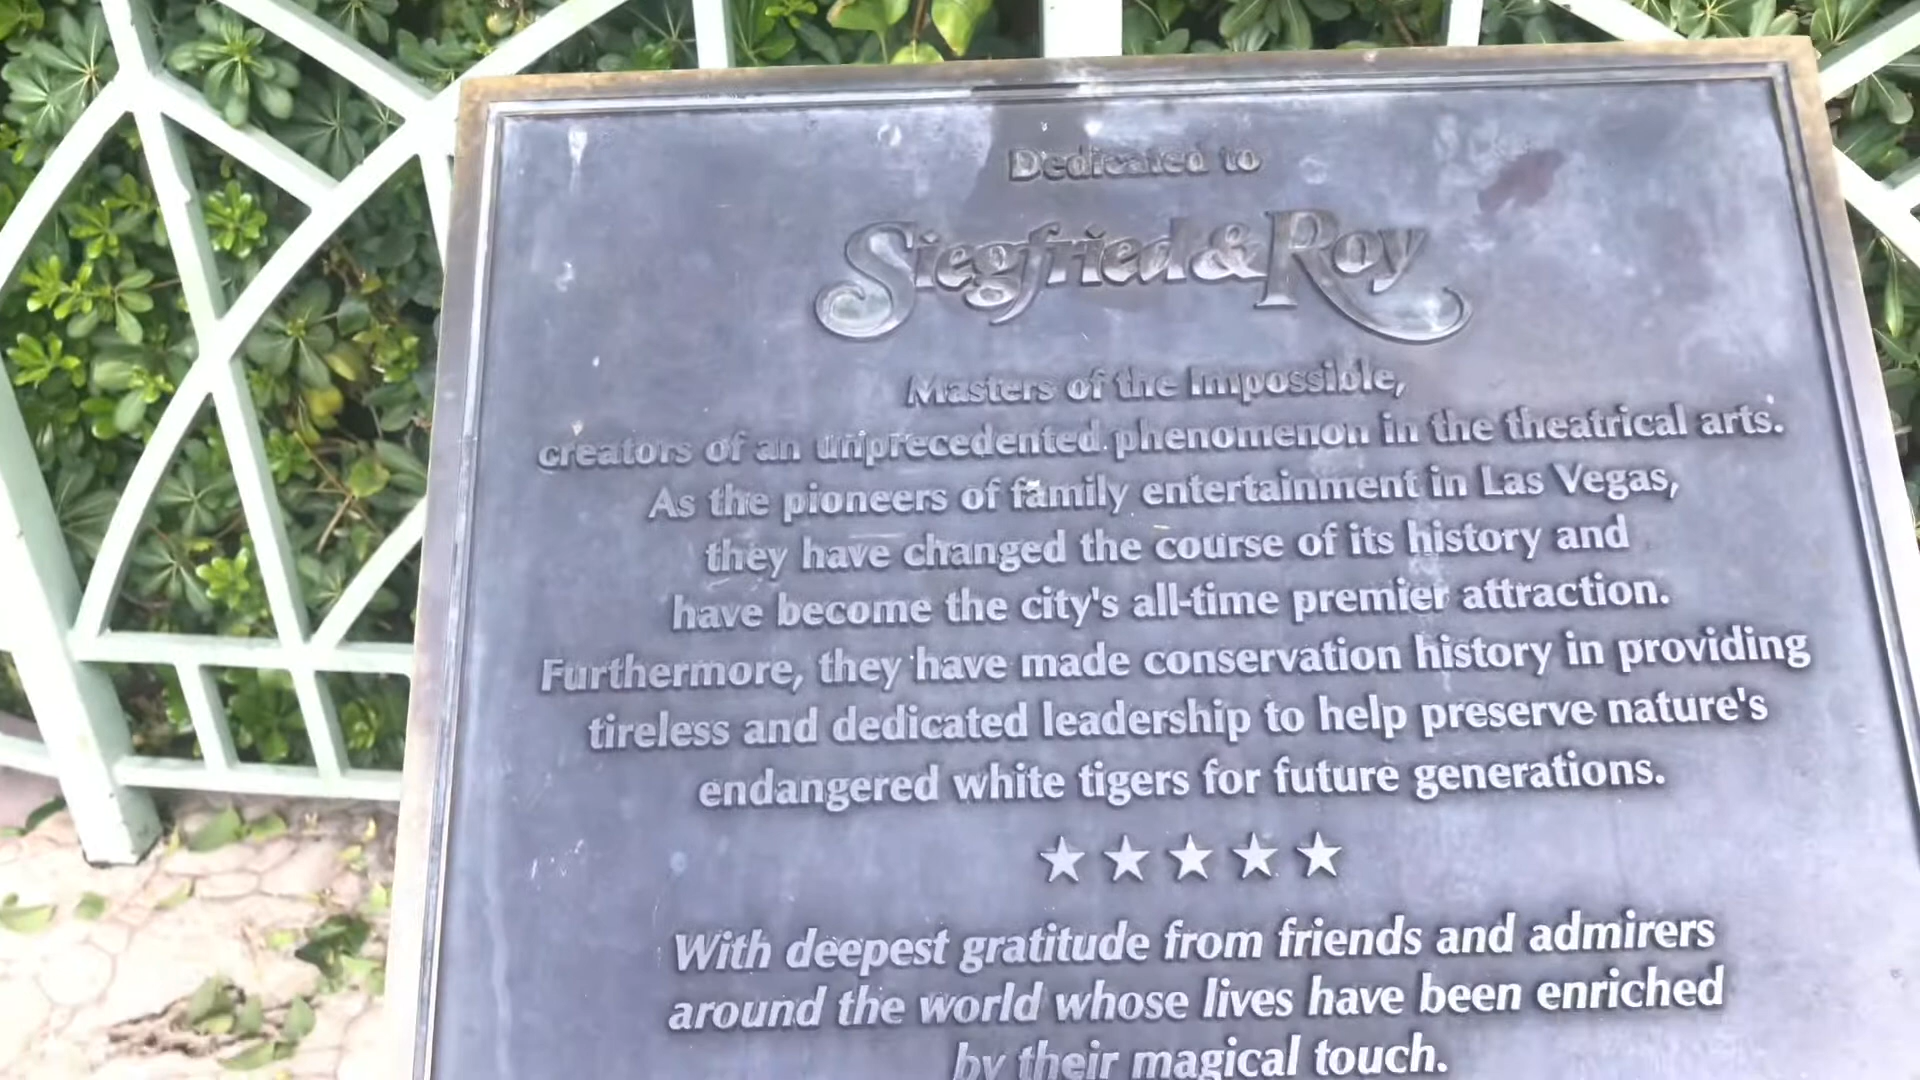 Dedicated to
Siegfried & Roy
Masters of the Impossible,
creators of an unprecedented phenomenon in the theatrical arts.
As the pioneers of family entertainment in Las Vegas,
they have changed the course of its history and
have become the city's all-time premier attraction.
Furthermore, they have made conservation history in providing
tireless and dedicated leadership to help preserve nature's
endangered white tigers for future generations.
★★★★★
With deepest gratitude from friends and admirers
around the world whose lives have been enriched
by their magical touch.